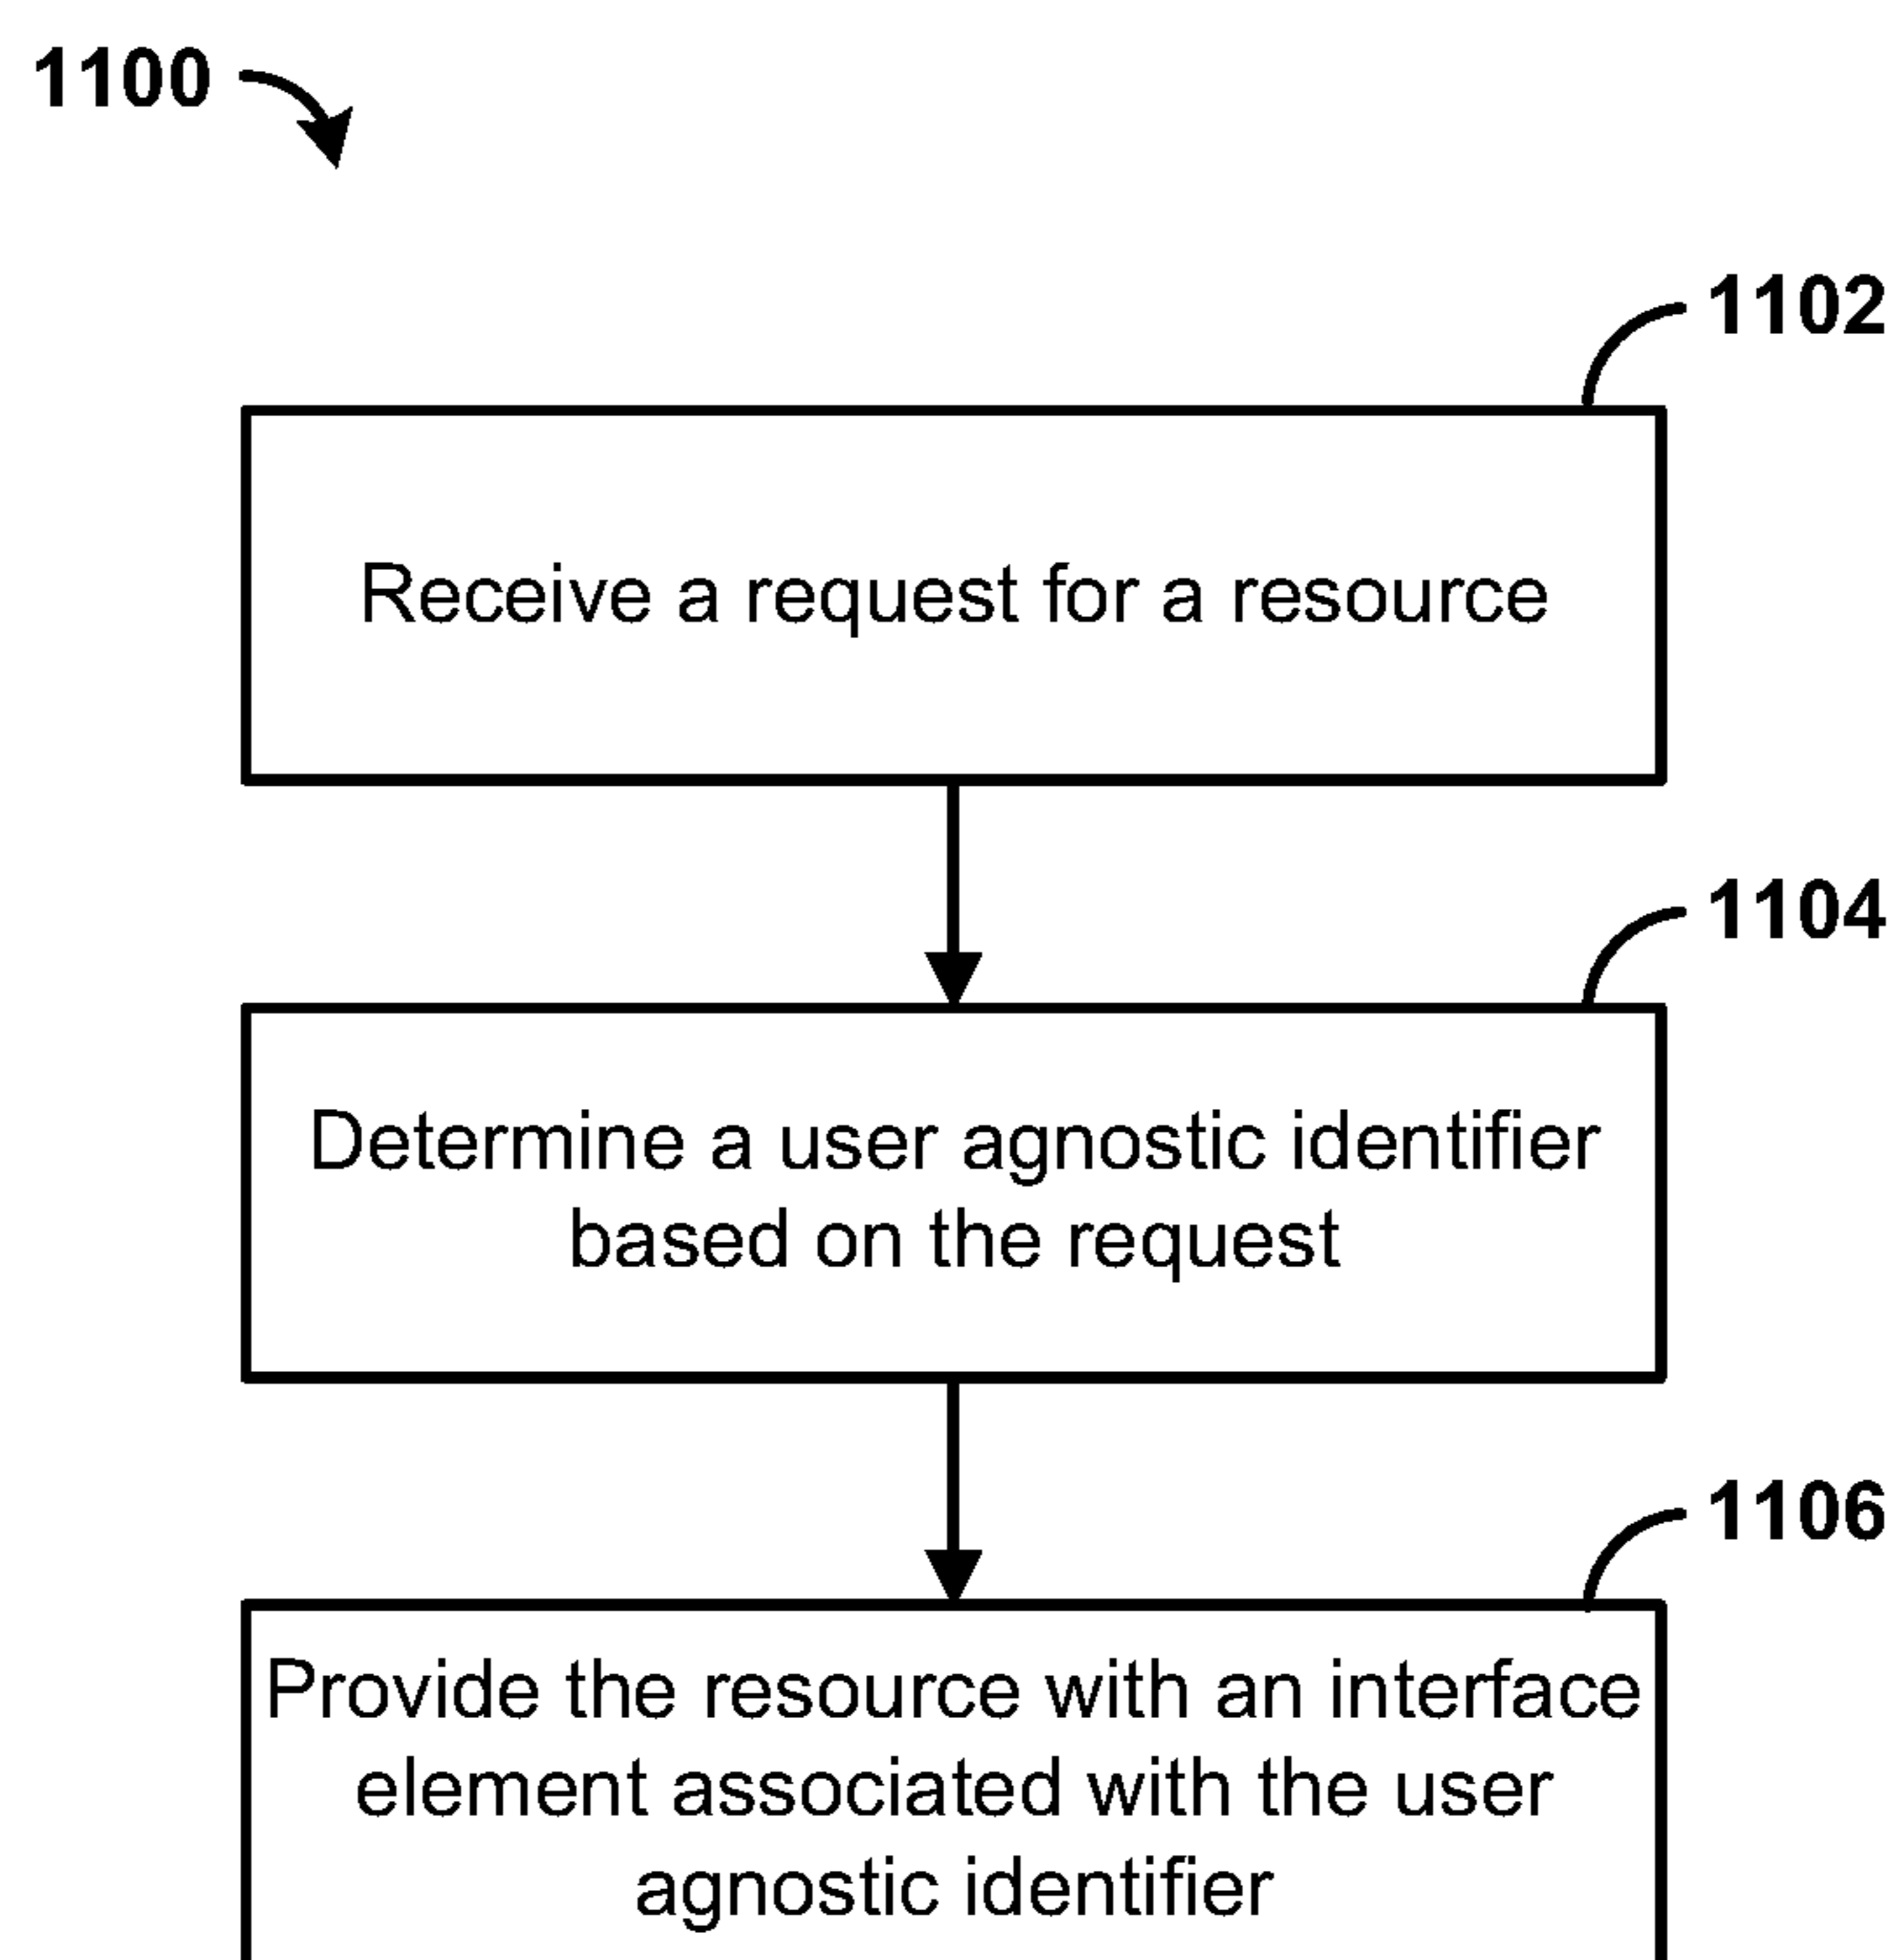 1100
1102
Receive a request for a resource
1104
Determine a user agnostic identifier
based on the request
1106
Provide the resource with an interface
element associated with the user
agnostic identifier